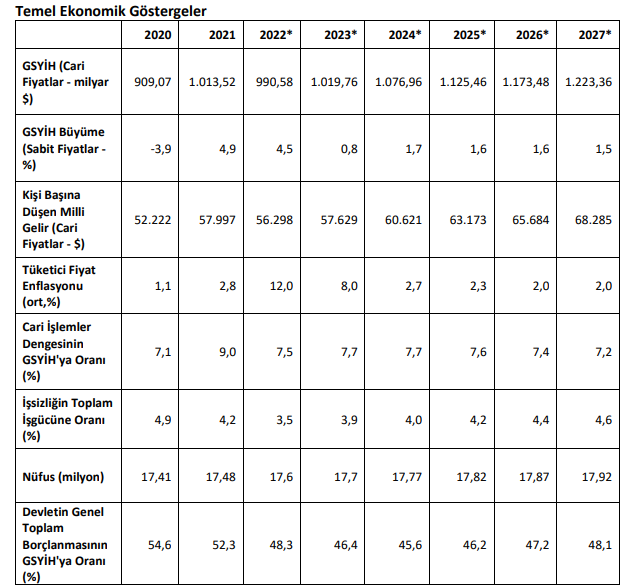 Temel Ekonomik Göstergeler
2020 2021 2022* 2023* 2024* 2025* 2026* 2027*
GSYİH (Cari
Fiyatlar - milyar
$)
909,07 1.013,52 990,58 1.019,76 1.076,96 1.125,46 1.173,48 1.223,36
GSYİH Büyüme
(Sabit Fiyatlar -
%)
-3,9 4,9 4,5 0,8 1,7 1,6 1,6 1,5
Kişi Başına
Düşen Milli
Gelir (Cari
Fiyatlar - $)
52.222 57.997 56.298 57.629 60.621 63.173 65.684 68.285
Tüketici Fiyat
Enflasyonu
(ort,%)
1,1 2,8 12,0 8,0 2,7 2,3 2,0 2,0
Cari İşlemler
Dengesinin
GSYİH'ya Oranı
(%)
7,1 9,0 7,5 7,7 7,7 7,6 7,4 7,2
İşsizliğin Toplam
İşgücüne Oranı
(%)
4,9 4,2 3,5 3,9 4,0 4,2 4,4 4,6
Nüfus (milyon)
17,41 17,48 17,6 17,7 17,77 17,82 17,87 17,92
Devletin Genel
Toplam
Borçlanmasının
GSYİH'ya Oranı
(%)
54,6 52,3 48,3 46,4 45,6 46,2 47,2 48,1